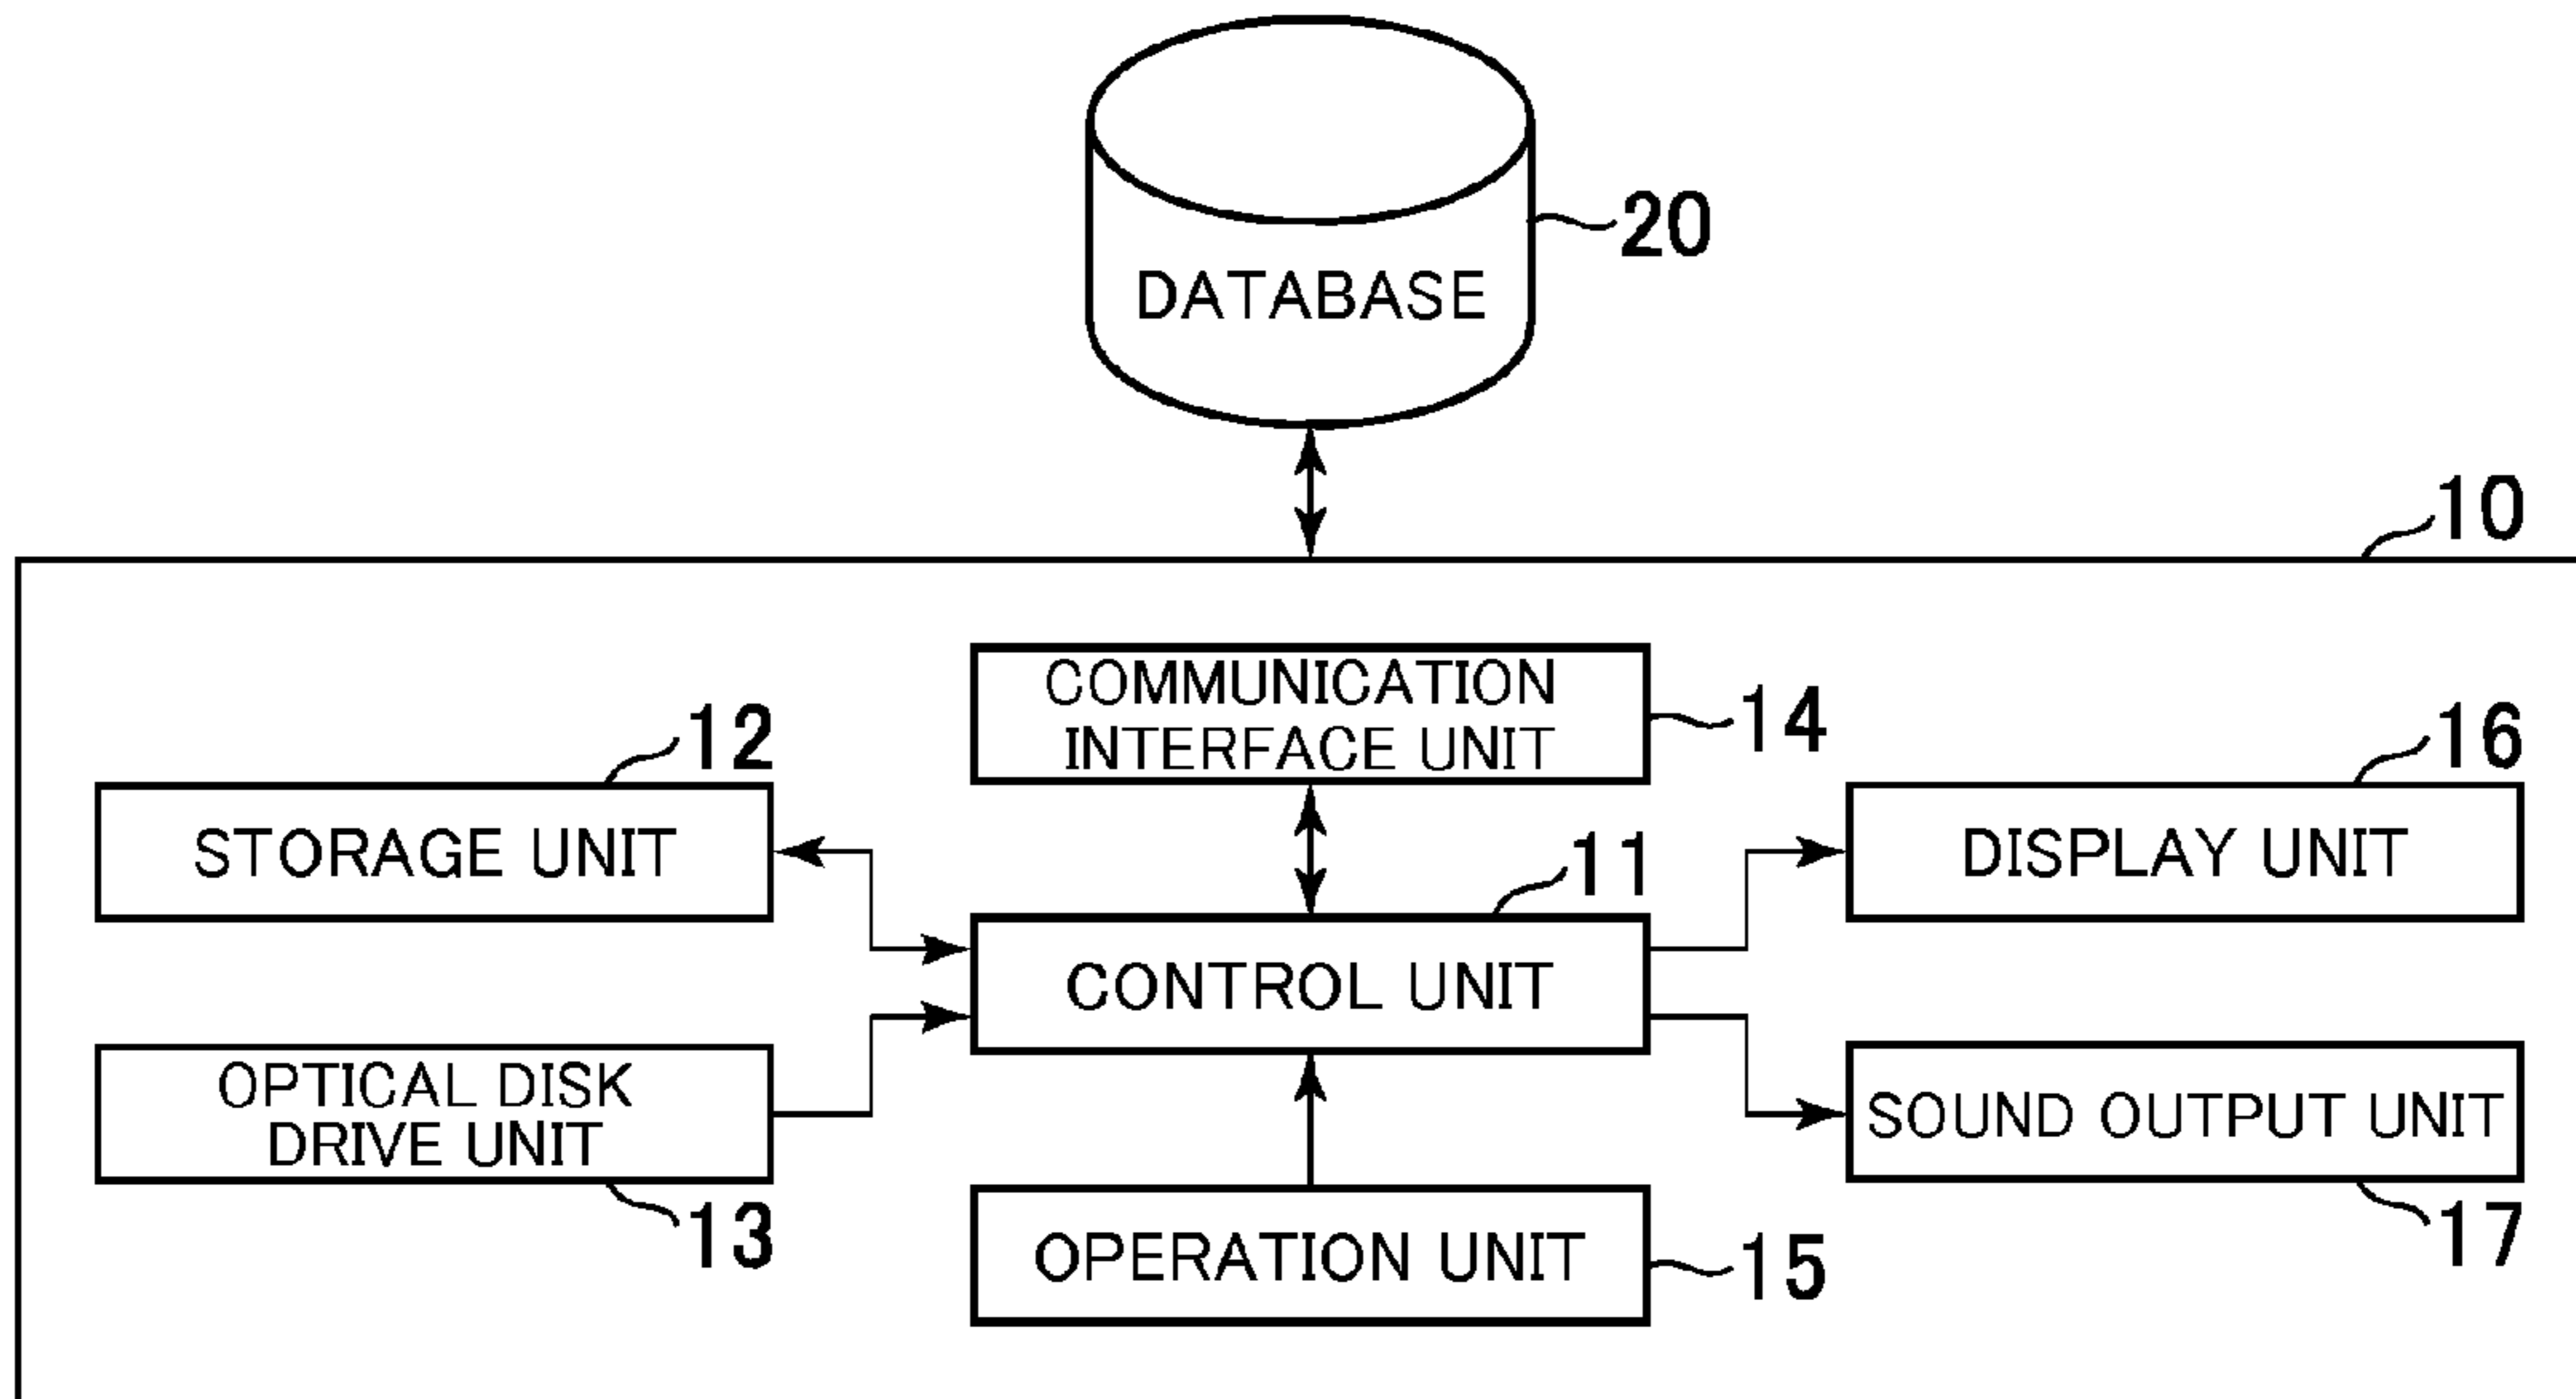 20
DATABASE
10
COMMUNICATION
INTERFACE UNIT
14
12
STORAGE UNIT
16
DISPLAY UNIT
11
CONTROL UNIT
OPTICAL DISK
DRIVE UNIT
13
SOUND OUTPUT UNIT
17
OPERATION UNIT
15